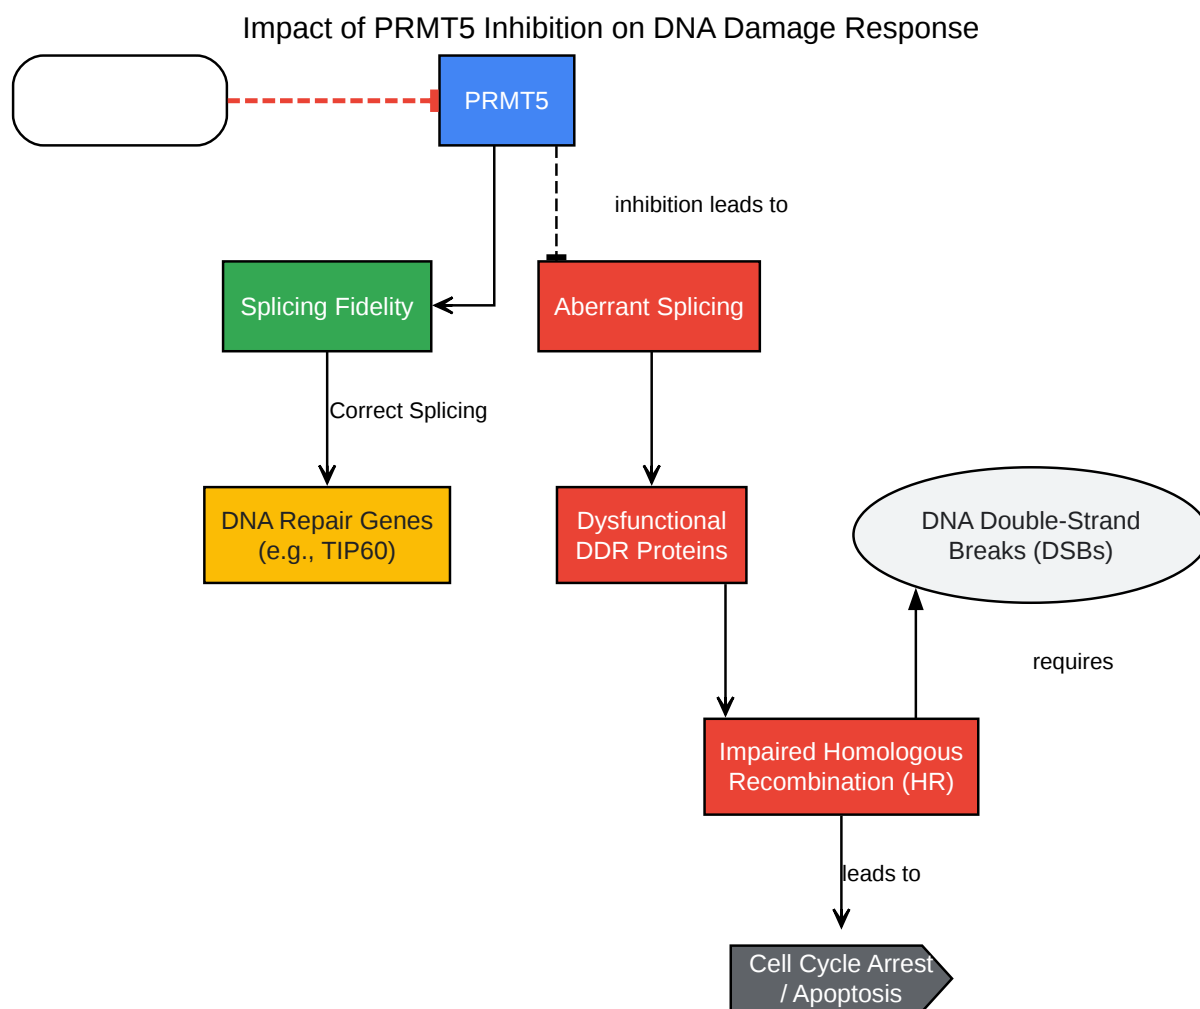 Impact of PRMT5 Inhibition on DNA Damage Response
PRMT5
inhibition leads to
Splicing Fidelity
Aberrant Splicing
Correct Splicing
DNA Repair Genes
(e.g., TIP60)
Dysfunctional
DDR Proteins
DNA Double-Strand
Breaks (DSBs)
requires
Impaired Homologous
Recombination (HR)
leads to
Cell Cycle Arrest
/ Apoptosis